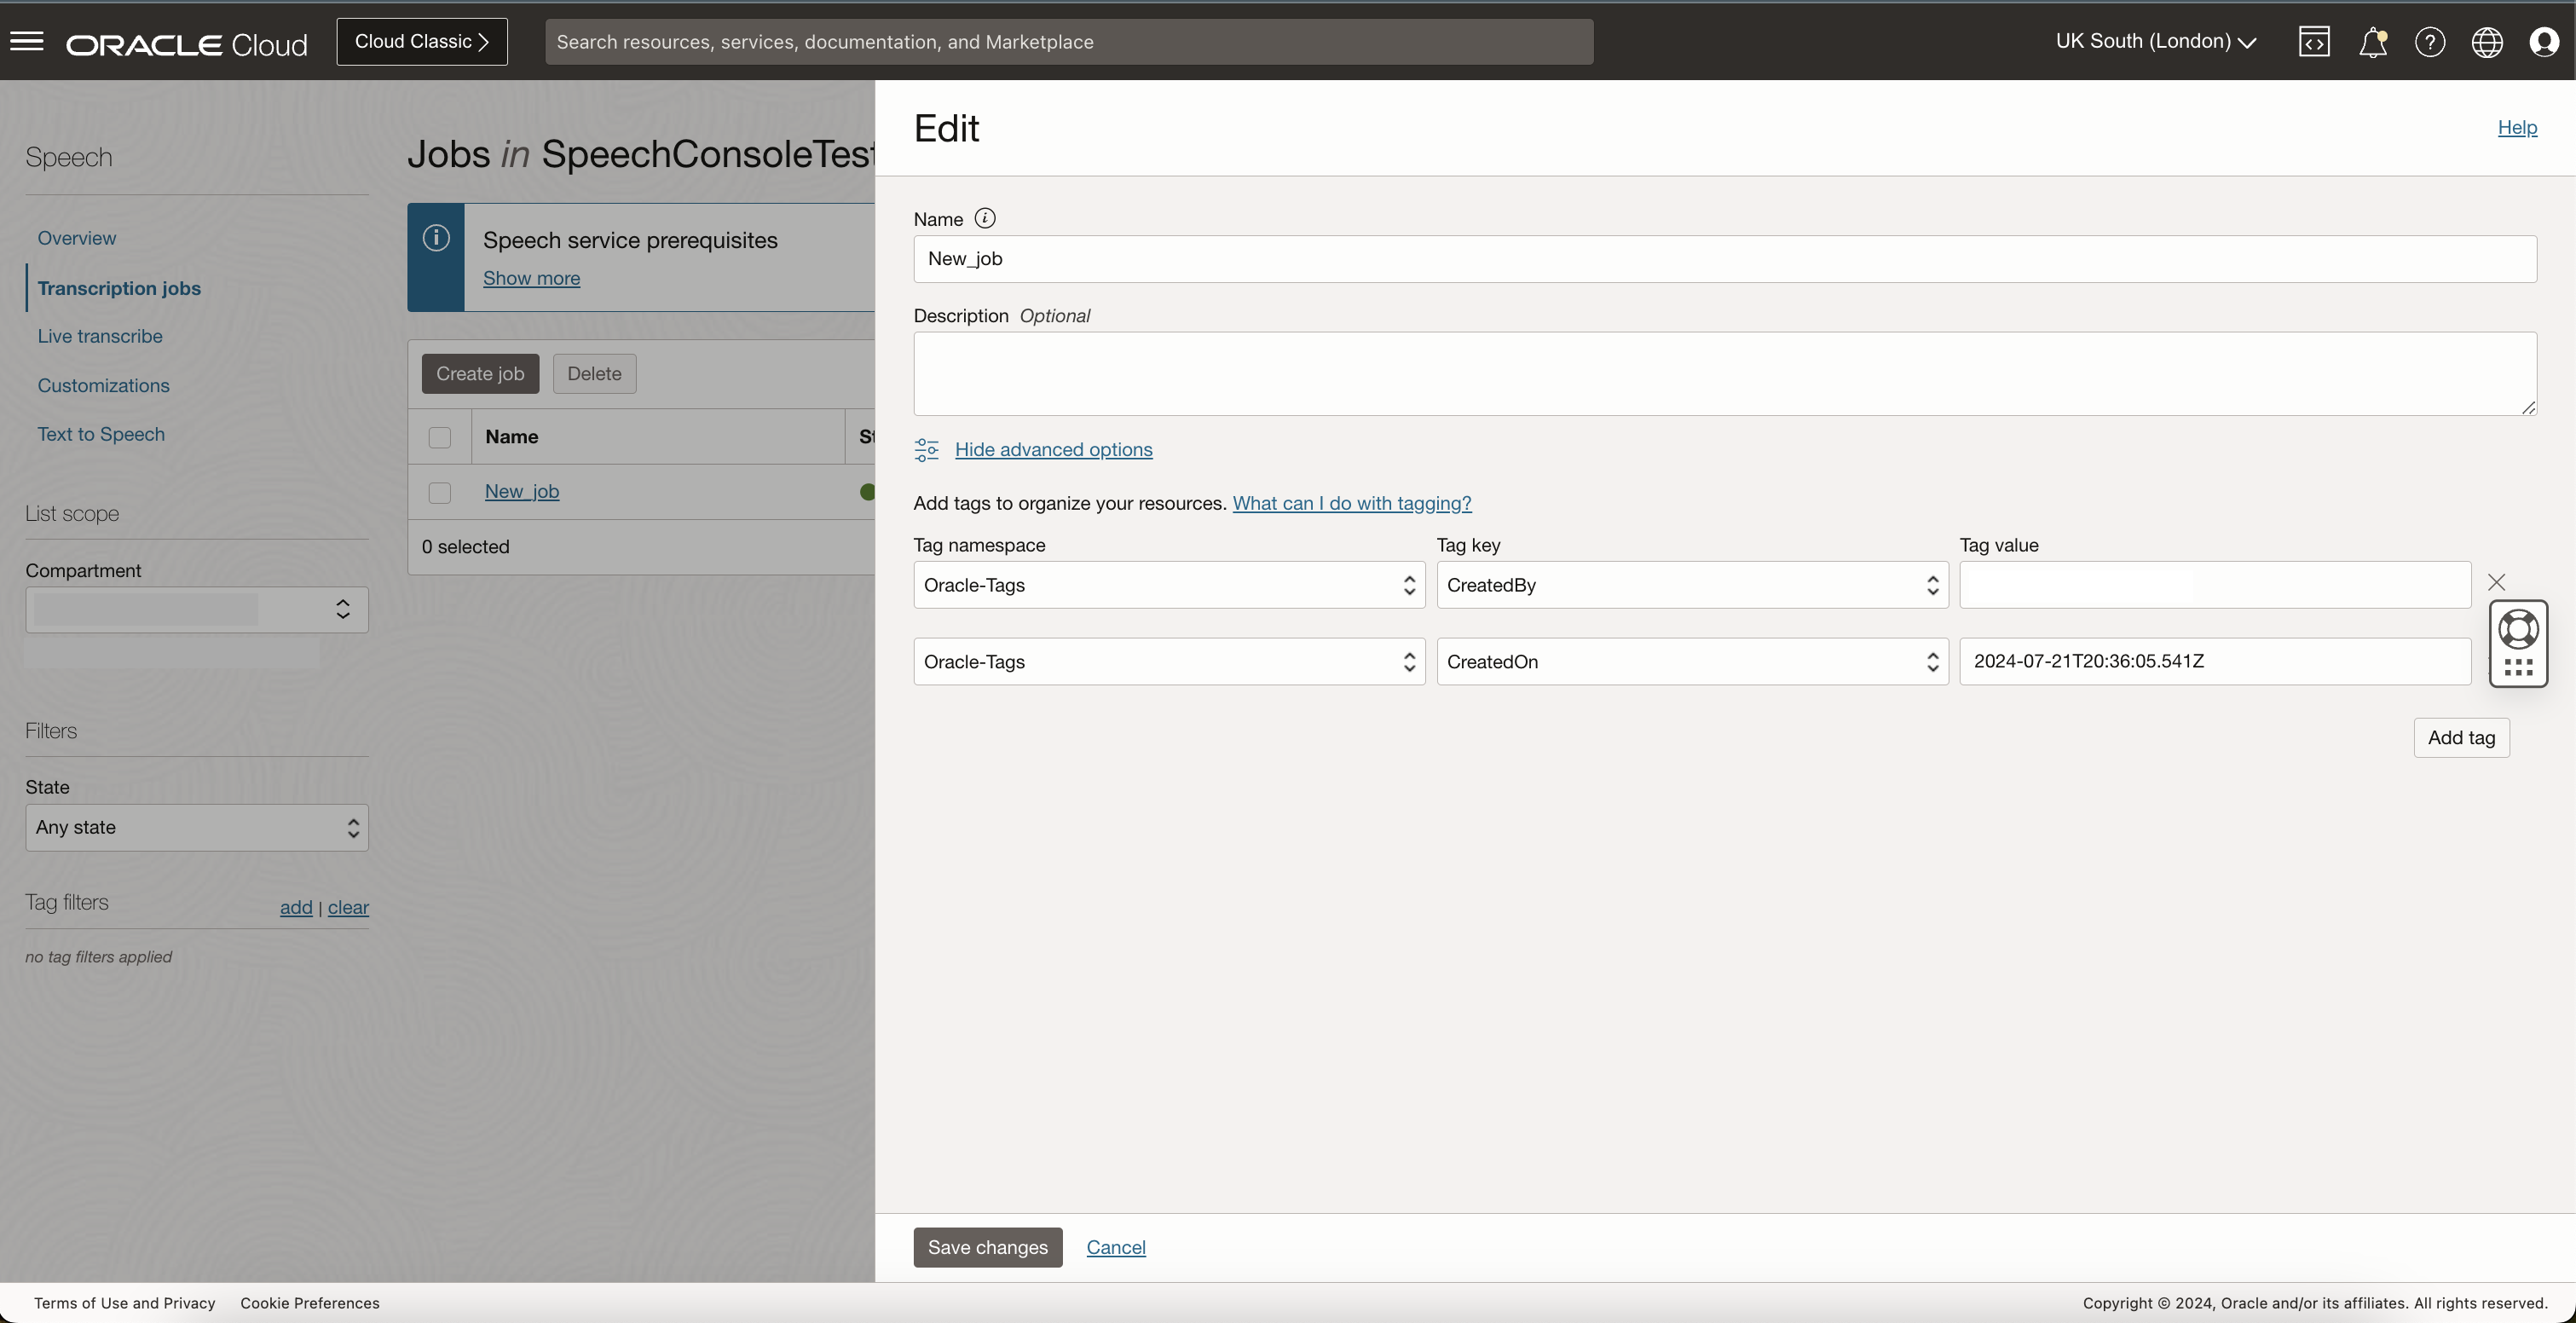 ORACLE Cloud
Cloud Classic
Search resources, services, documentation, and Marketplace
UK South (London)
Speech
Overview
Transcription jobs
Live transcribe
Customizations
Text to Speech
List scope
Compartment
Filters
State
Any state
Tag filters
add | clear
no tag filters applied
Jobs in SpeechConsoleTest
Speech service prerequisites
Show more
Create job
Delete
Name
New_job
0 selected
Edit
Help
Name
New_job
Description Optional
Hide advanced options
Add tags to organize your resources. What can I do with tagging?
Tag namespace Tag key Tag value
Oracle-Tags CreatedBy
Oracle-Tags CreatedOn 2024-07-21T20:36:05.541Z
Add tag
Save changes
Cancel
Terms of Use and Privacy Cookie Preferences
Copyright © 2024, Oracle and/or its affiliates. All rights reserved.